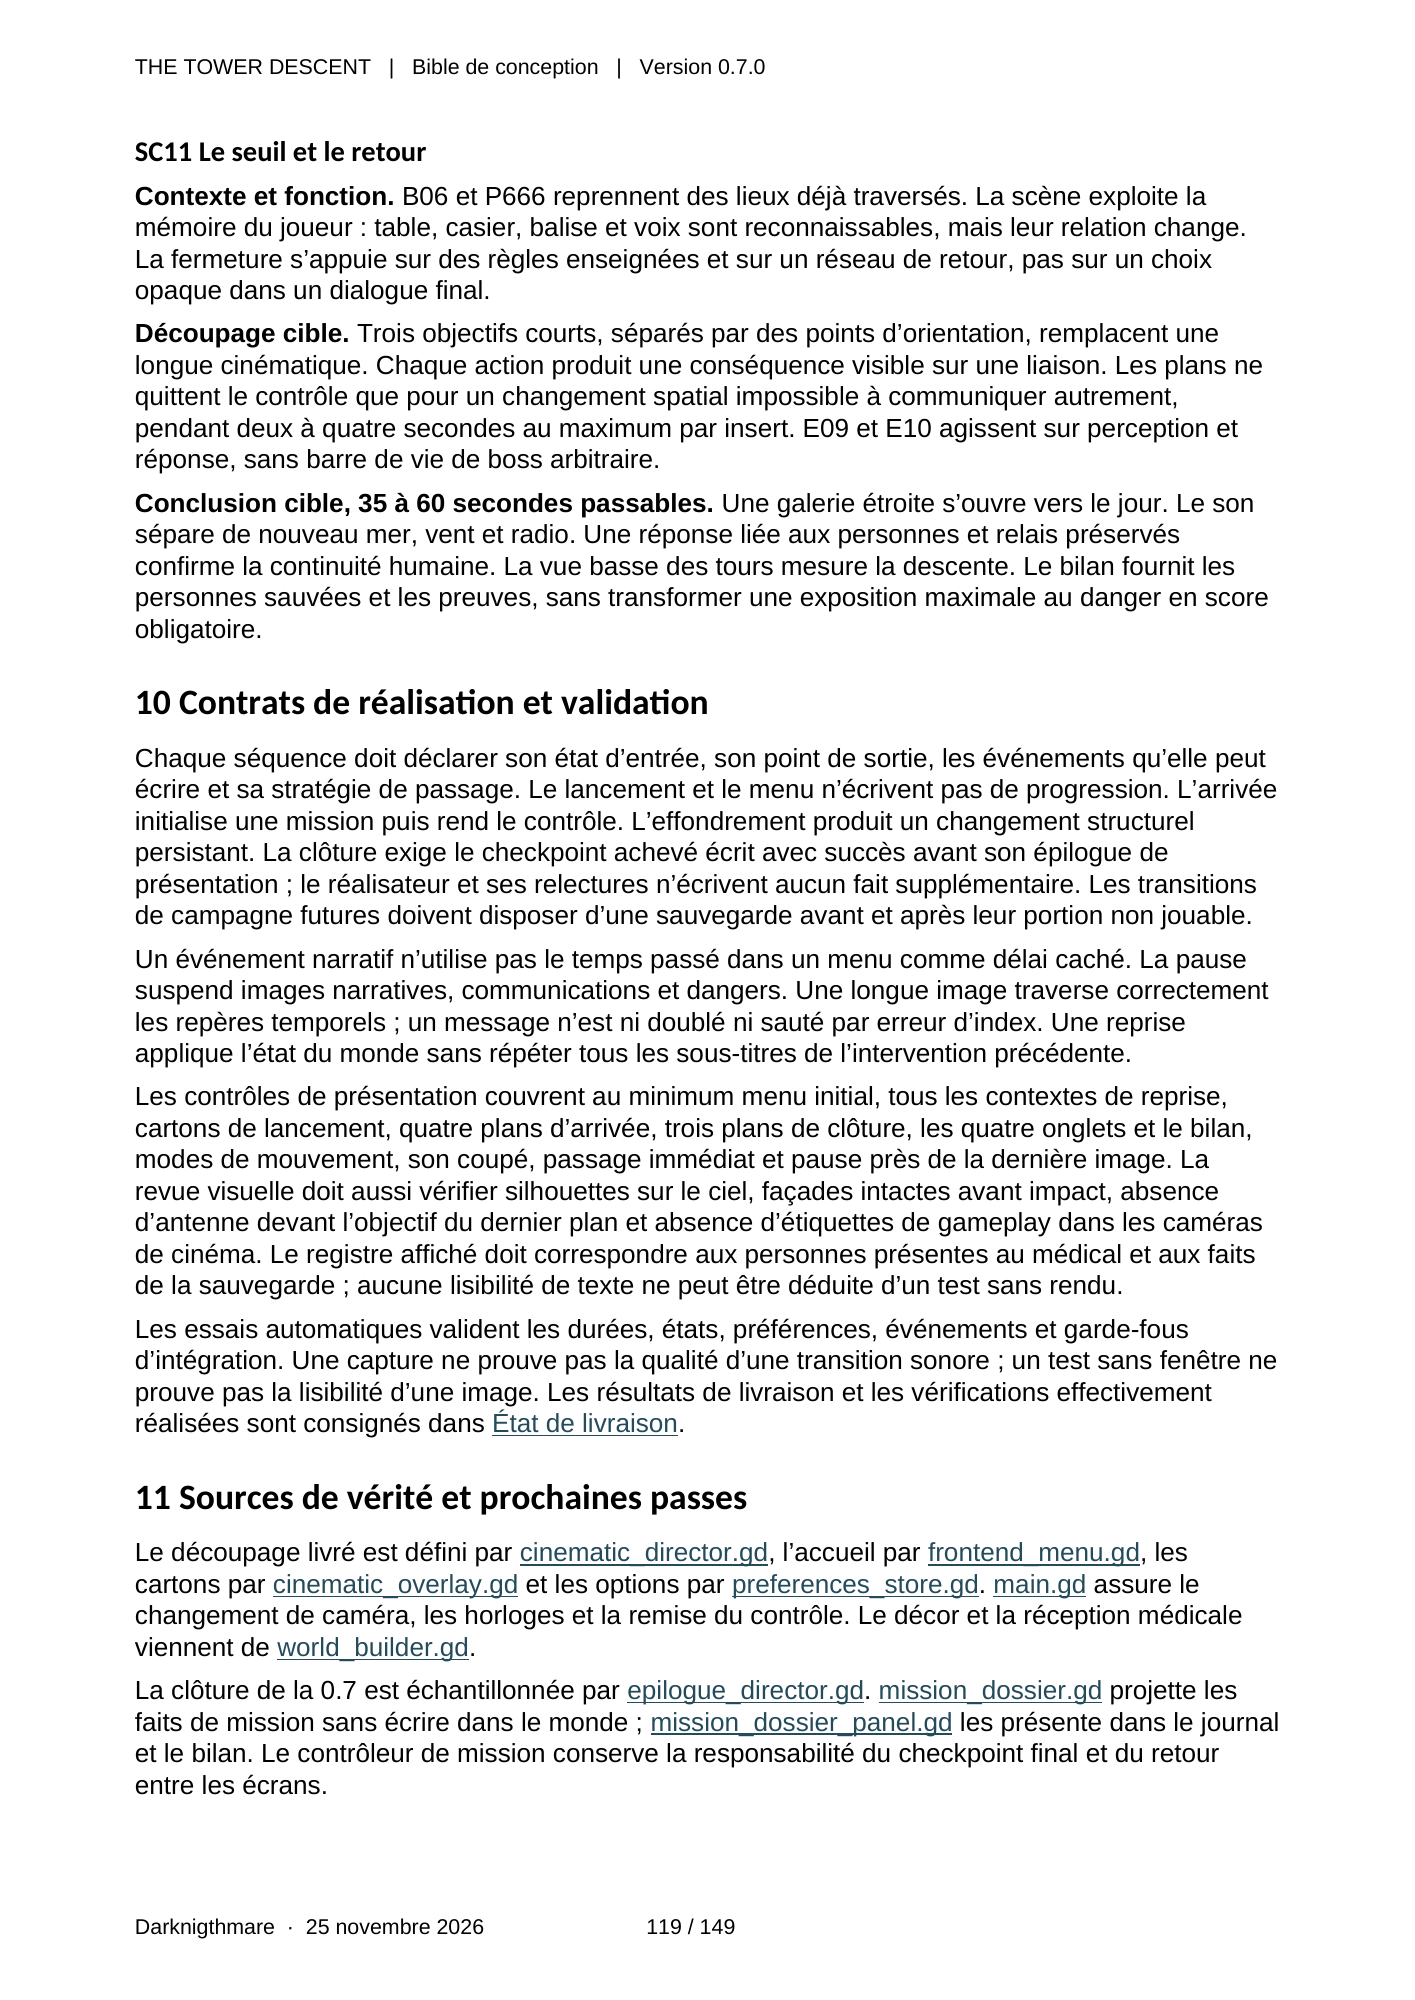 THE TOWER DESCENT | Bible de conception | Version 0.7.0
SC11 Le seuil et le retour
Contexte et fonction. B06 et P666 reprennent des lieux déjà traversés. La scène exploite la
mémoire du joueur : table, casier, balise et voix sont reconnaissables, mais leur relation change.
La fermeture s’appuie sur des règles enseignées et sur un réseau de retour, pas sur un choix
opaque dans un dialogue final.
Découpage cible. Trois objectifs courts, séparés par des points d’orientation, remplacent une
longue cinématique. Chaque action produit une conséquence visible sur une liaison. Les plans ne
quittent le contrôle que pour un changement spatial impossible à communiquer autrement,
pendant deux à quatre secondes au maximum par insert. E09 et E10 agissent sur perception et
réponse, sans barre de vie de boss arbitraire.
Conclusion cible, 35 à 60 secondes passables. Une galerie étroite s’ouvre vers le jour. Le son
sépare de nouveau mer, vent et radio. Une réponse liée aux personnes et relais préservés
confirme la continuité humaine. La vue basse des tours mesure la descente. Le bilan fournit les
personnes sauvées et les preuves, sans transformer une exposition maximale au danger en score
obligatoire.
10 Contrats de réalisation et validation
Chaque séquence doit déclarer son état d’entrée, son point de sortie, les événements qu’elle peut
écrire et sa stratégie de passage. Le lancement et le menu n’écrivent pas de progression. L’arrivée
initialise une mission puis rend le contrôle. L’effondrement produit un changement structurel
persistant. La clôture exige le checkpoint achevé écrit avec succès avant son épilogue de
présentation ; le réalisateur et ses relectures n’écrivent aucun fait supplémentaire. Les transitions
de campagne futures doivent disposer d’une sauvegarde avant et après leur portion non jouable.
Un événement narratif n’utilise pas le temps passé dans un menu comme délai caché. La pause
suspend images narratives, communications et dangers. Une longue image traverse correctement
les repères temporels ; un message n’est ni doublé ni sauté par erreur d’index. Une reprise
applique l’état du monde sans répéter tous les sous-titres de l’intervention précédente.
Les contrôles de présentation couvrent au minimum menu initial, tous les contextes de reprise,
cartons de lancement, quatre plans d’arrivée, trois plans de clôture, les quatre onglets et le bilan,
modes de mouvement, son coupé, passage immédiat et pause près de la dernière image. La
revue visuelle doit aussi vérifier silhouettes sur le ciel, façades intactes avant impact, absence
d’antenne devant l’objectif du dernier plan et absence d’étiquettes de gameplay dans les caméras
de cinéma. Le registre affiché doit correspondre aux personnes présentes au médical et aux faits
de la sauvegarde ; aucune lisibilité de texte ne peut être déduite d’un test sans rendu.
Les essais automatiques valident les durées, états, préférences, événements et garde-fous
d’intégration. Une capture ne prouve pas la qualité d’une transition sonore ; un test sans fenêtre ne
prouve pas la lisibilité d’une image. Les résultats de livraison et les vérifications effectivement
réalisées sont consignés dans État de livraison.
11 Sources de vérité et prochaines passes
Le découpage livré est défini par cinematic_director.gd, l’accueil par frontend_menu.gd, les
cartons par cinematic_overlay.gd et les options par preferences_store.gd. main.gd assure le
changement de caméra, les horloges et la remise du contrôle. Le décor et la réception médicale
viennent de world_builder.gd.
La clôture de la 0.7 est échantillonnée par epilogue_director.gd. mission_dossier.gd projette les
faits de mission sans écrire dans le monde ; mission_dossier_panel.gd les présente dans le journal
et le bilan. Le contrôleur de mission conserve la responsabilité du checkpoint final et du retour
entre les écrans.
Darknigthmare · 25 novembre 2026 119 / 149